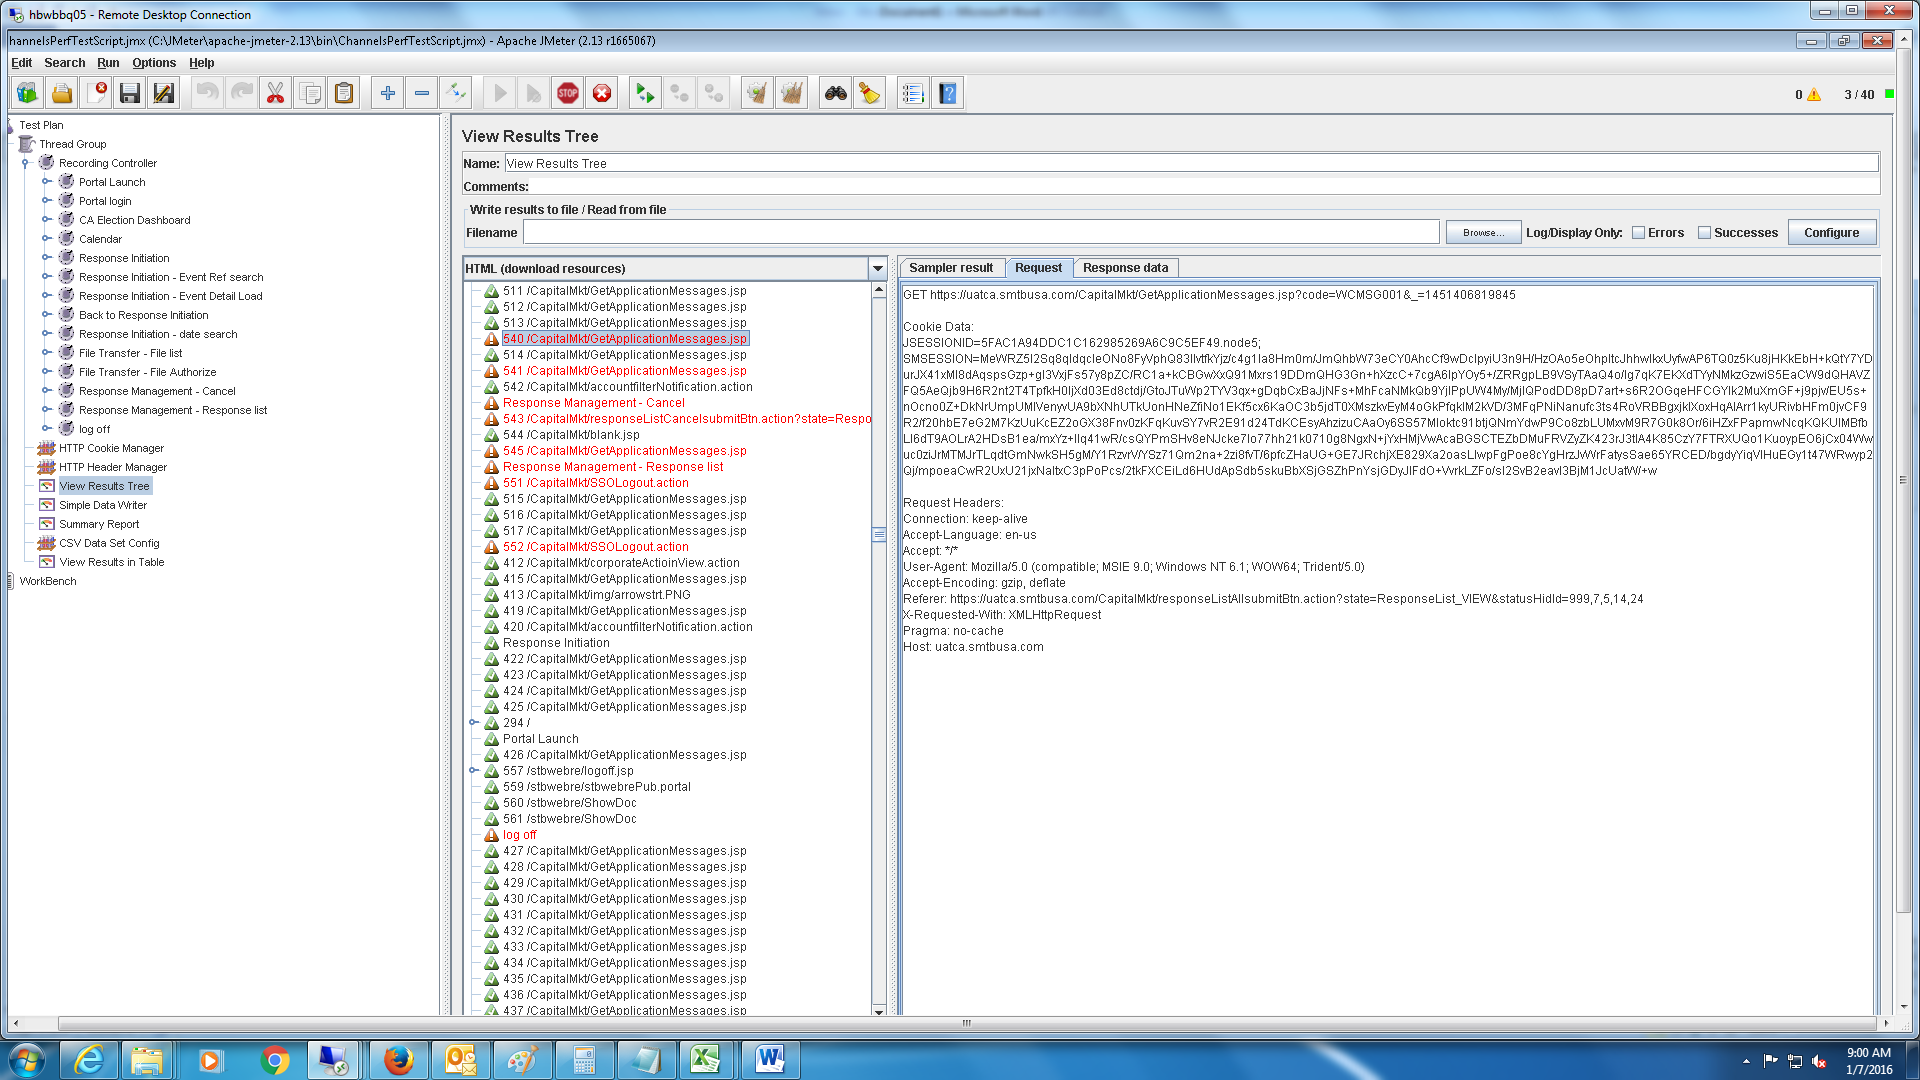 hbwbbq05 - Remote Desktop Connection
hannelsPerfTestScript.jmx (C:\JMeter\apache-jmeter-2.13\bin\ChannelsPerfTestScript.jmx) - Apache JMeter (2.13 r1665067)
Edit Search Run Options Help
STOP
0 3 / 40
Test Plan
Thread Group
Recording Controller
Portal Launch
Portal login
CA Election Dashboard
Calendar
Response Initiation
Response Initiation - Event Ref search
Response Initiation - Event Detail Load
Back to Response Initiation
Response Initiation - date search
File Transfer - File list
File Transfer - File Authorize
Response Management - Cancel
Response Management - Response list
log off
HTTP Cookie Manager
HTTP Header Manager
View Results Tree
Simple Data Writer
Summary Report
CSV Data Set Config
View Results in Table
WorkBench
View Results Tree
Name: View Results Tree
Comments:
Write results to file / Read from file
Filename Browse... Log/Display Only: Errors Successes Configure
HTML (download resources)
511 /CapitalMkt/GetApplicationMessages.jsp
512 /CapitalMkt/GetApplicationMessages.jsp
513 /CapitalMkt/GetApplicationMessages.jsp
540 /CapitalMkt/GetApplicationMessages.jsp
514 /CapitalMkt/GetApplicationMessages.jsp
541 /CapitalMkt/GetApplicationMessages.jsp
542 /CapitalMkt/accountfilterNotification.action
Response Management - Cancel
543 /CapitalMkt/responseListCancelsubmitBtn.action?state=Respo
544 /CapitalMkt/blank.jsp
545 /CapitalMkt/GetApplicationMessages.jsp
Response Management - Response list
551 /CapitalMkt/SSOLogout.action
515 /CapitalMkt/GetApplicationMessages.jsp
516 /CapitalMkt/GetApplicationMessages.jsp
517 /CapitalMkt/GetApplicationMessages.jsp
552 /CapitalMkt/SSOLogout.action
412 /CapitalMkt/corporateActioinView.action
415 /CapitalMkt/GetApplicationMessages.jsp
413 /CapitalMkt/img/arrowstrt.PNG
419 /CapitalMkt/GetApplicationMessages.jsp
420 /CapitalMkt/accountfilterNotification.action
Response Initiation
422 /CapitalMkt/GetApplicationMessages.jsp
423 /CapitalMkt/GetApplicationMessages.jsp
424 /CapitalMkt/GetApplicationMessages.jsp
425 /CapitalMkt/GetApplicationMessages.jsp
294 /
Portal Launch
426 /CapitalMkt/GetApplicationMessages.jsp
557 /stbwebre/logoff.jsp
559 /stbwebre/stbwebrePub.portal
560 /stbwebre/ShowDoc
561 /stbwebre/ShowDoc
log off
427 /CapitalMkt/GetApplicationMessages.jsp
428 /CapitalMkt/GetApplicationMessages.jsp
429 /CapitalMkt/GetApplicationMessages.jsp
430 /CapitalMkt/GetApplicationMessages.jsp
431 /CapitalMkt/GetApplicationMessages.jsp
432 /CapitalMkt/GetApplicationMessages.jsp
433 /CapitalMkt/GetApplicationMessages.jsp
434 /CapitalMkt/GetApplicationMessages.jsp
435 /CapitalMkt/GetApplicationMessages.jsp
436 /CapitalMkt/GetApplicationMessages.jsp
437 /CapitalMkt/GetApplicationMessages.jsp
Sampler result Request Response data
GET https://uatca.smtbusa.com/CapitalMkt/GetApplicationMessages.jsp?code=WCMSG001&_=1451406819845
Cookie Data:
JSESSIONID=5FAC1A94DDC1C162985269A6C9C5EF49.node5;
Request Headers:
Connection: keep-alive
Accept-Language: en-us
Accept: */*
User-Agent: Mozilla/5.0 (compatible; MSIE 9.0; Windows NT 6.1; WOW64; Trident/5.0)
Accept-Encoding: gzip, deflate
Referer: https://uatca.smtbusa.com/CapitalMkt/responseListAllsubmitBtn.action?state=ResponseList_VIEW&statusHidId=999,7,5,14,24
X-Requested-With: XMLHttpRequest
Pragma: no-cache
Host: uatca.smtbusa.com
9:00 AM
1/7/2016